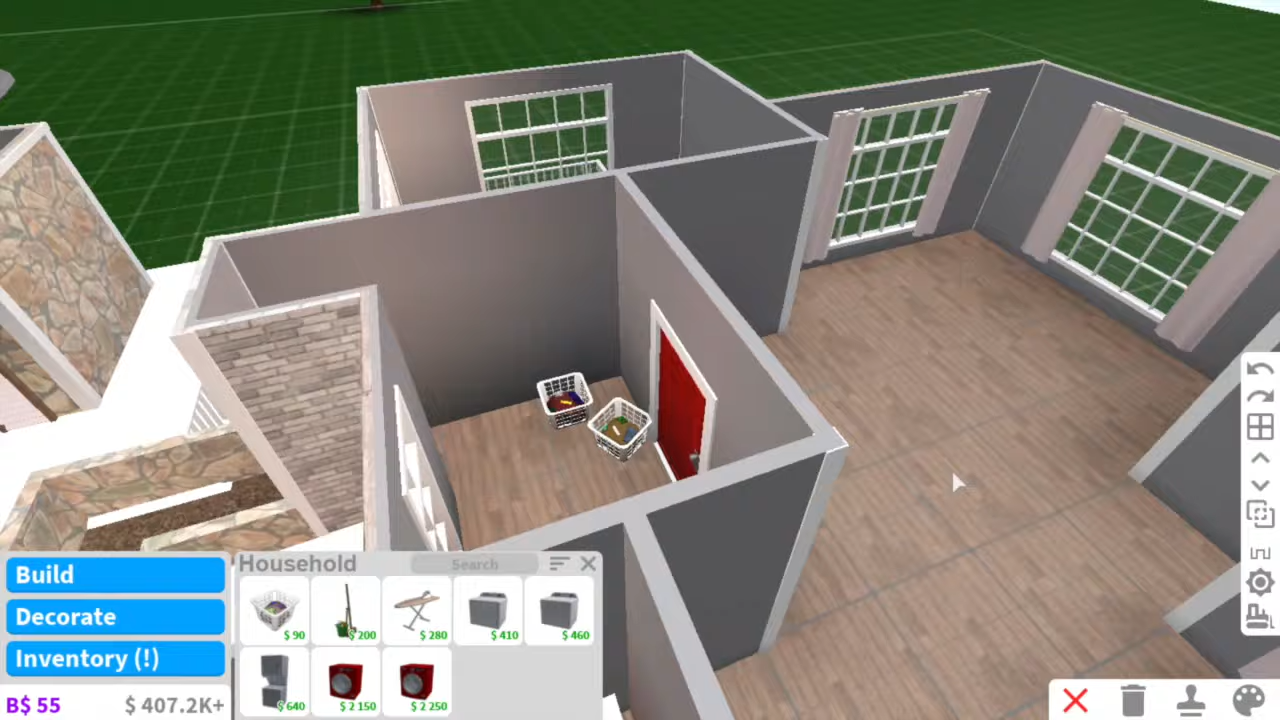 Household
Search
$ 90
$ 200
$ 280
$ 410
$ 460
$ 640
$ 2 150
$ 2 250
Build
Decorate
Inventory (!)
B$ 55
$ 407.2K+